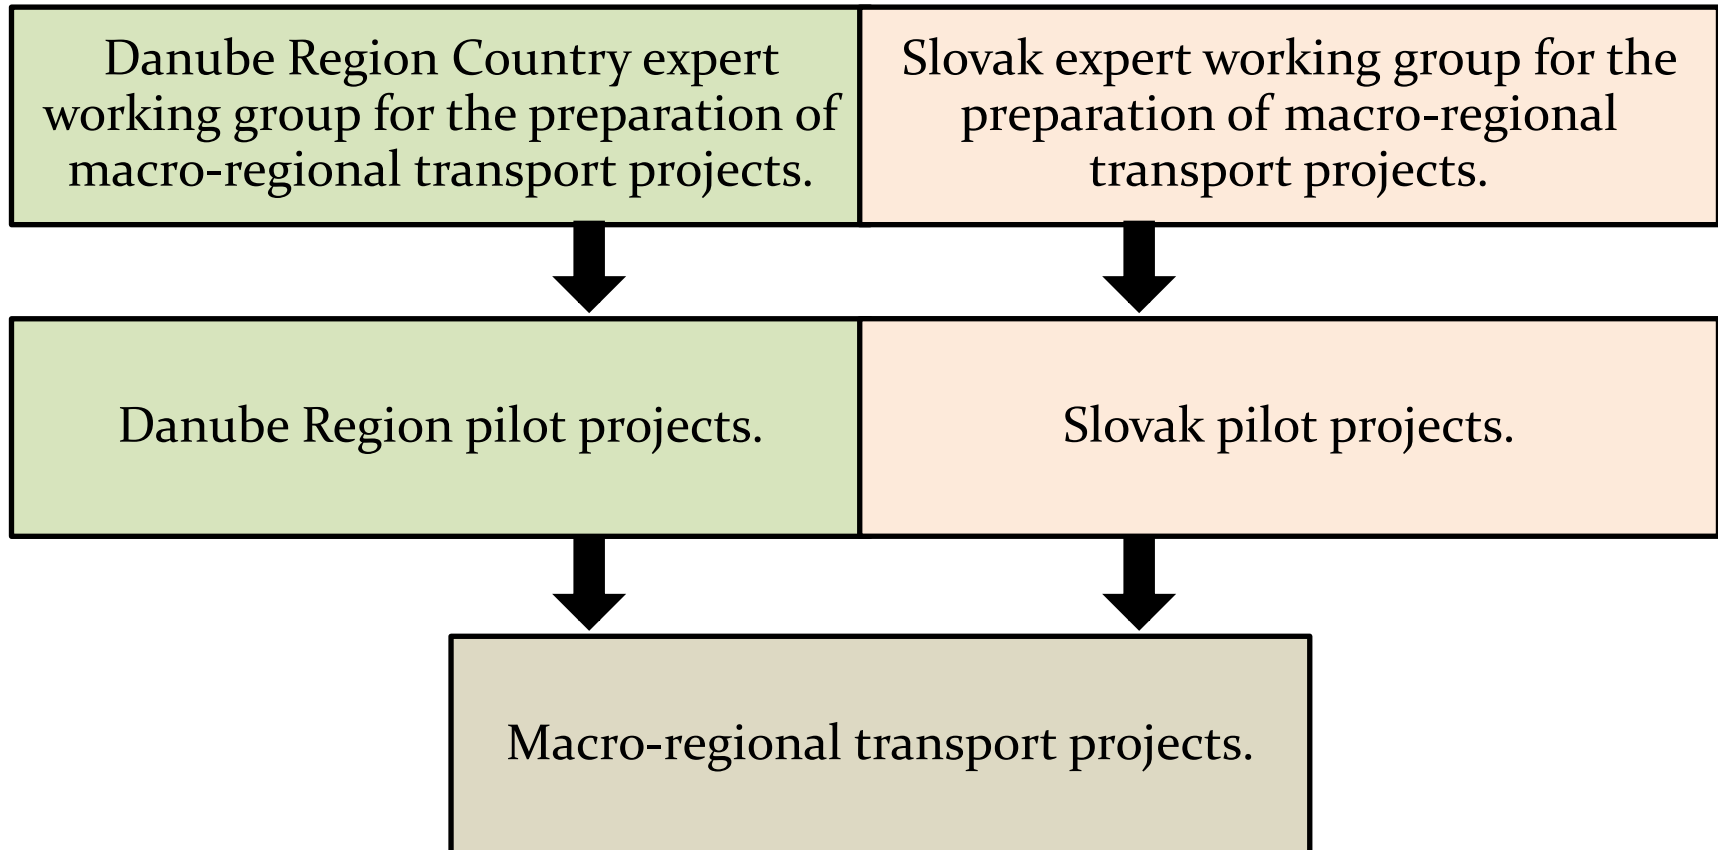 Danube Region Country expert
working group for the preparation of
macro-regional transport projects.
Slovak expert working group for the
preparation of macro-regional
transport projects.
Danube Region pilot projects.
Slovak pilot projects.
Macro-regional transport projects.